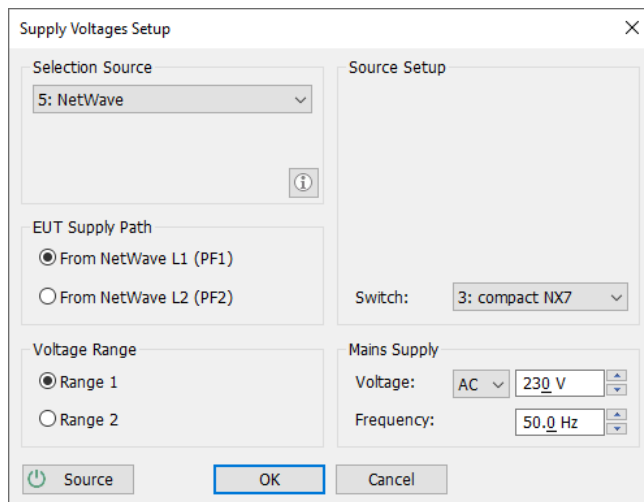 Supply Voltages Setup
Selection Source
5: NetWave
EUT Supply Path
From NetWave L1 (PF1)
From NetWave L2 (PF2)
Voltage Range
Range 1
Range 2
Source Setup
Switch: 3: compact NX7
Mains Supply
Voltage: AC 230 V
Frequency: 50.0 Hz
Source OK Cancel